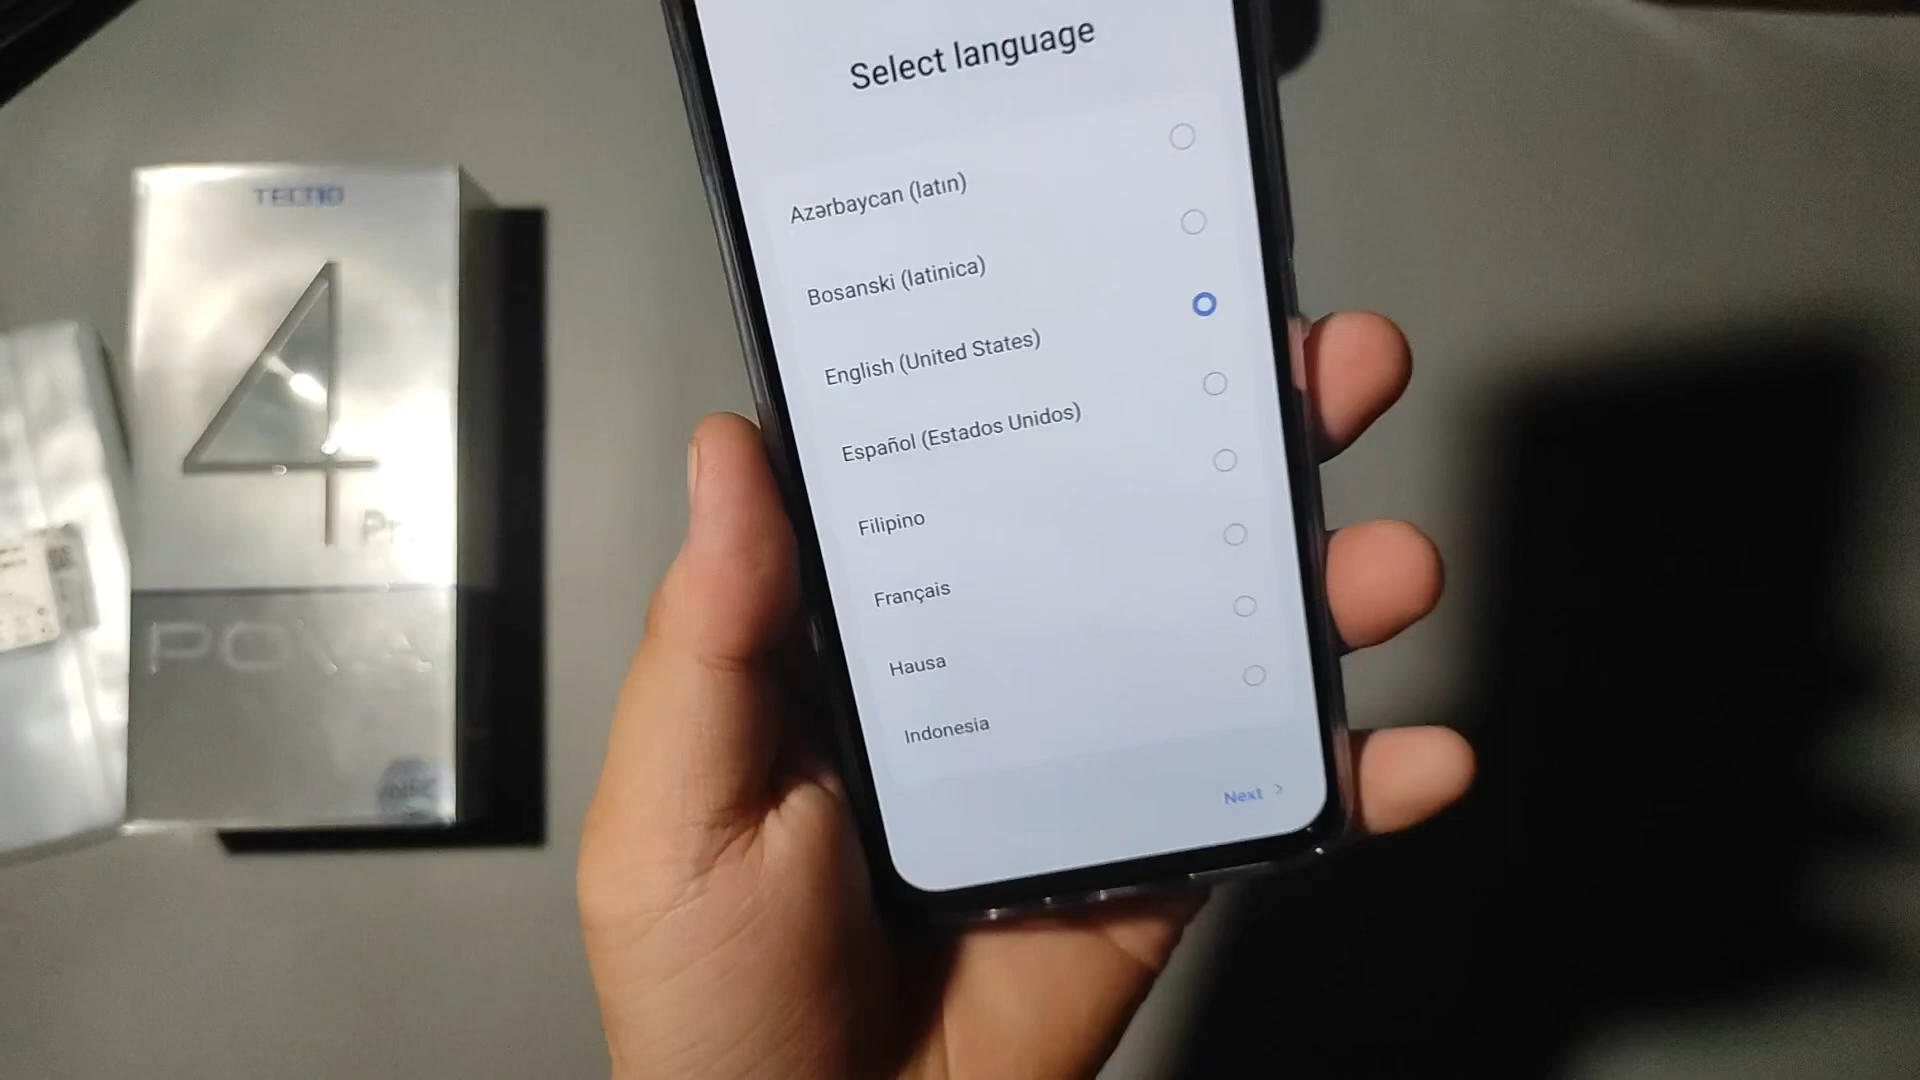 TECNO
4
Pro
POVA
Select language
Azərbaycan (latın)
Bosanski (latinica)
English (United States)
Español (Estados Unidos)
Filipino
Français
Hausa
Indonesia
Next